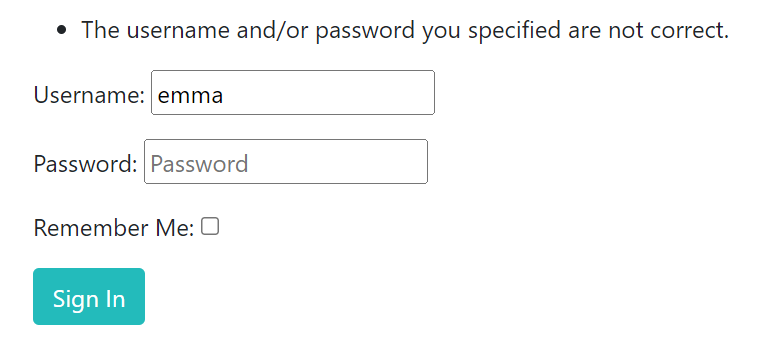 The username and/or password you specified are not correct.
Username: emma
Password: Password
Remember Me:
Sign In